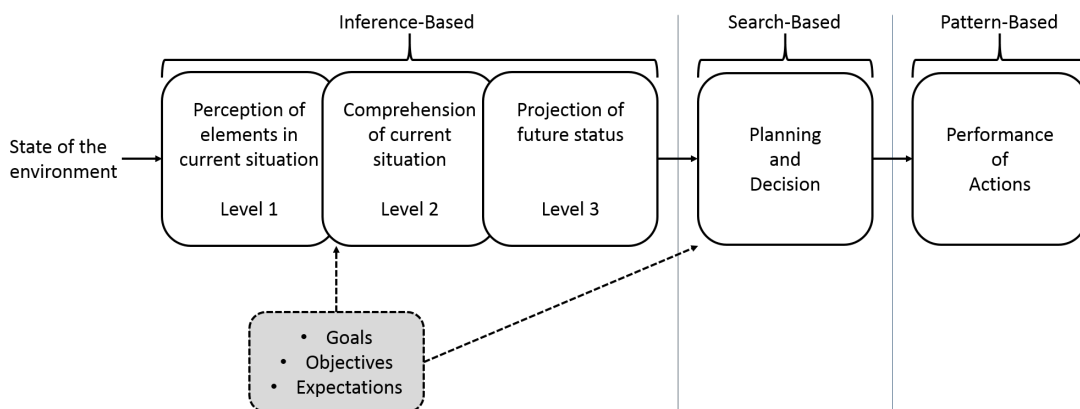 Inference-Based
Search-Based
Pattern-Based
State of the
environment
Perception of
elements in
current situation
Level 1
Comprehension
of current
situation
Level 2
Projection of
future status
Level 3
Planning
and
Decision
Performance
of
Actions
• Goals
• Objectives
• Expectations